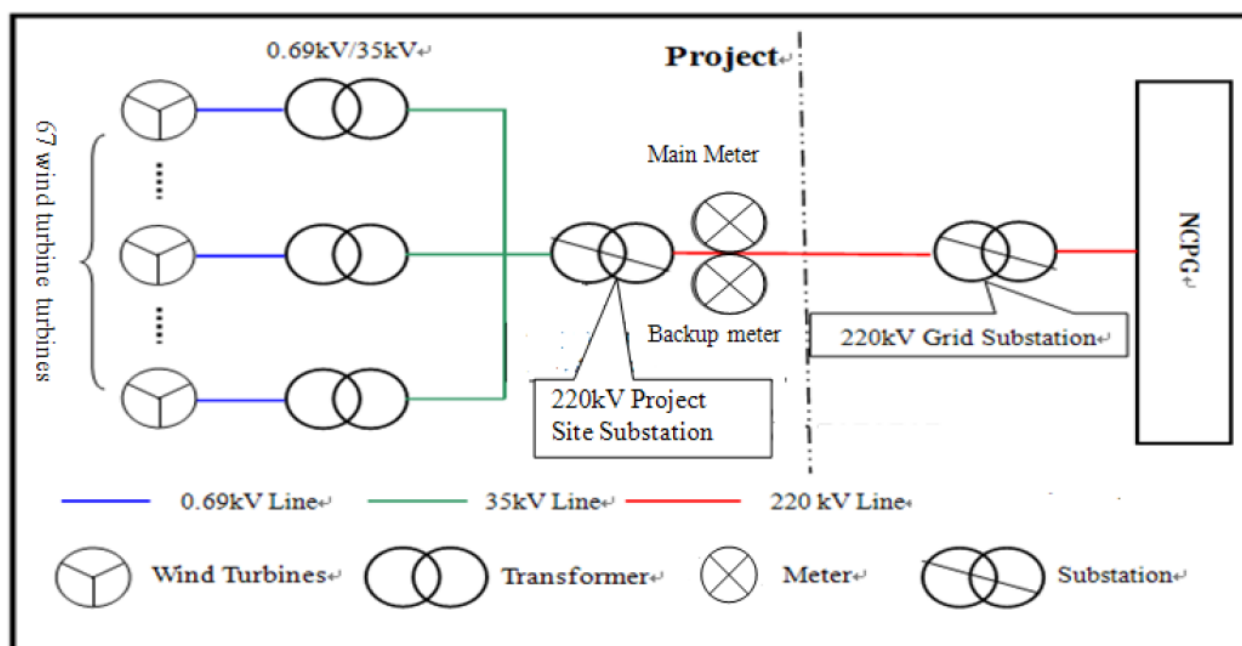 0.69kV/35kV↵
Project↵
67 wind turbine turbines
Main Meter
NCPG↵
Backup meter
220kV Grid Substation↵
220kV Project
Site Substation
0.69kV Line↵
35kV Line↵
220 kV Line↵
Wind Turbines↵
Transformer↵
Meter↵
Substation↵